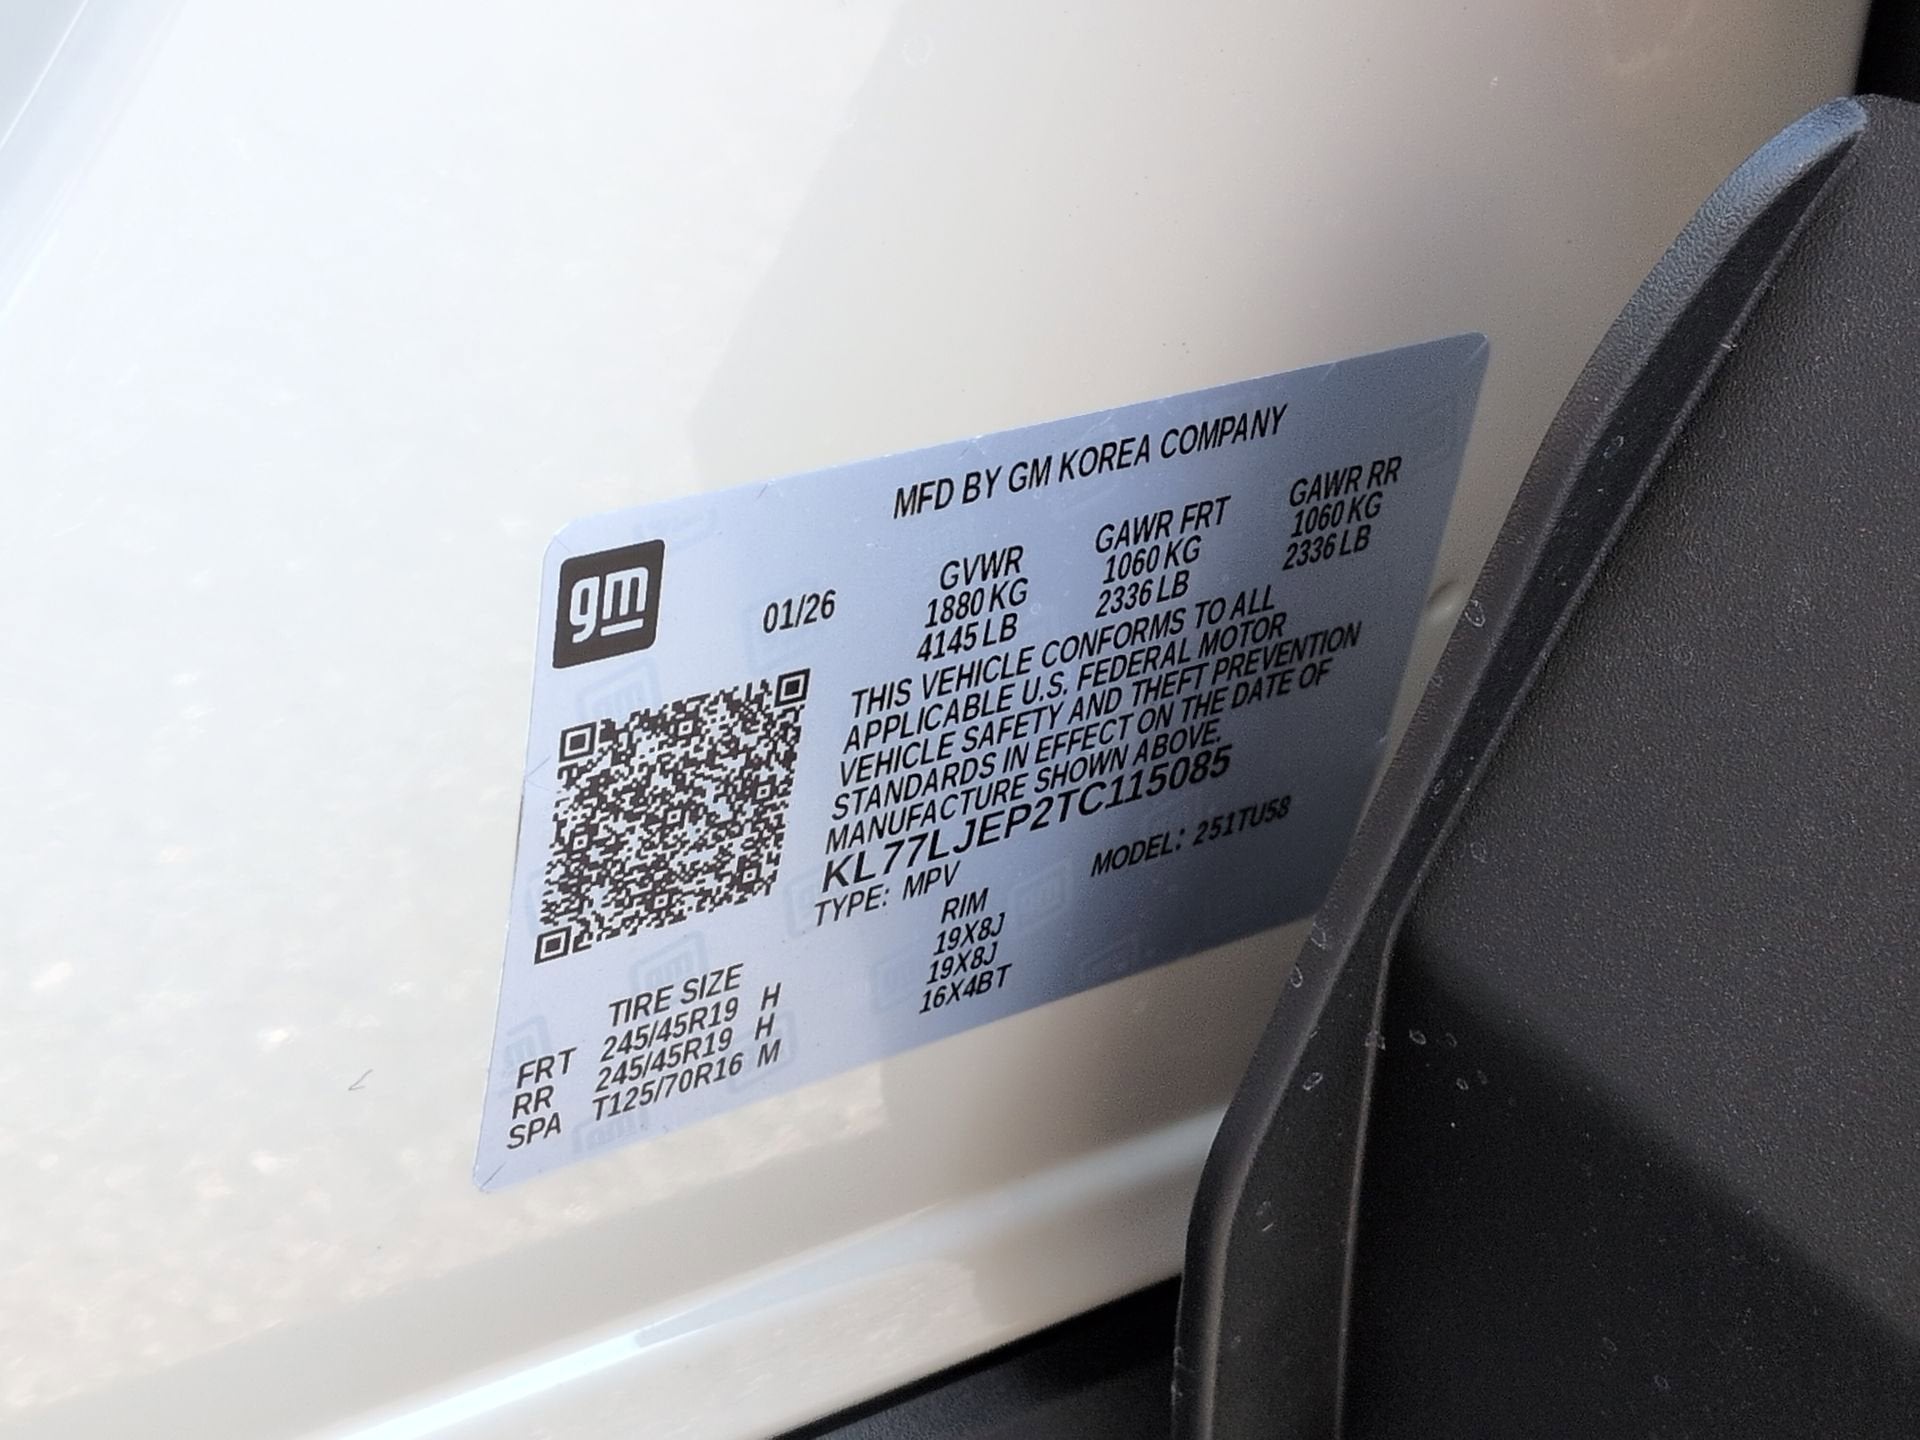 MFD BY GM KOREA COMPANY
gm
01/26
GVWR GAWR FRT GAWR RR
1880 KG 1060 KG 1060 KG
4145 LB 2336 LB 2336 LB
THIS VEHICLE CONFORMS TO ALL
APPLICABLE U.S. FEDERAL MOTOR
VEHICLE SAFETY AND THEFT PREVENTION
STANDARDS IN EFFECT ON THE DATE OF
MANUFACTURE SHOWN ABOVE.
KL77LJEP2TC115085
TYPE: MPV MODEL: 251TU58
TIRE SIZE RIM
FRT 245/45R19 H 19X8J
RR 245/45R19 H 19X8J
SPA T125/70R16 M 16X4BT